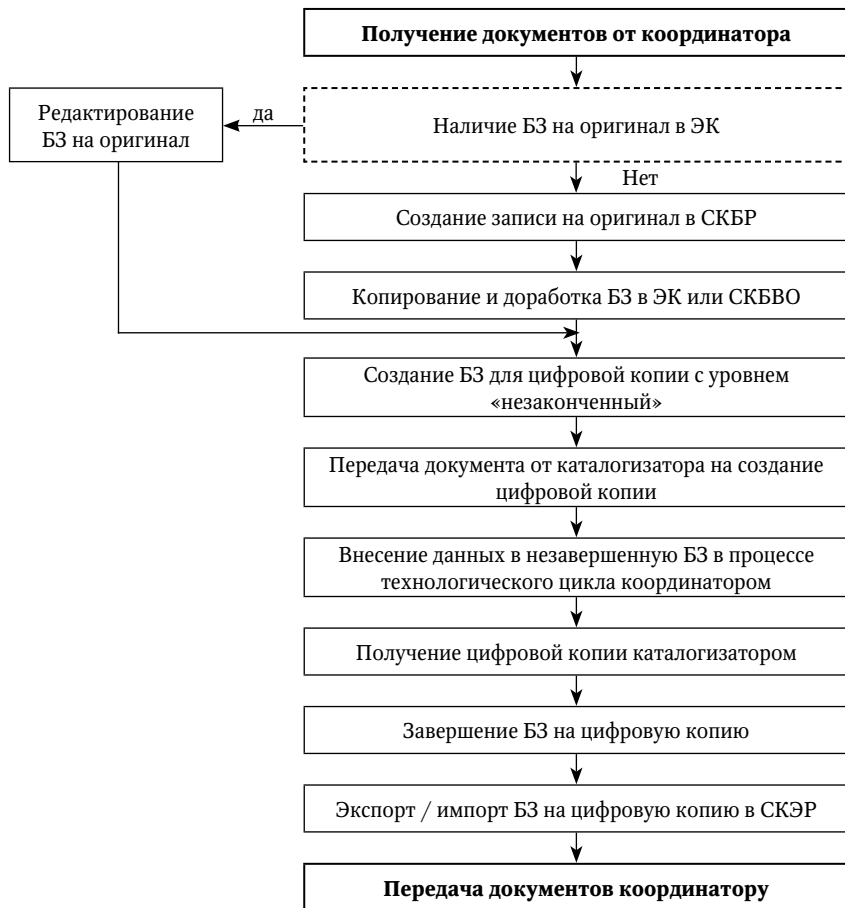 Получение документов от координатора
Редактирование
БЗ на оригинал
да
Наличие БЗ на оригинал в ЭК
Нет
Создание записи на оригинал в СКБР
Копирование и доработка БЗ в ЭК или СКБВО
Создание БЗ для цифровой копии с уровнем
«незаконченный»
Передача документа от каталогизатора на создание
цифровой копии
Внесение данных в незавершенную БЗ в процессе
технологического цикла координатором
Получение цифровой копии каталогизатором
Завершение БЗ на цифровую копию
Экспорт / импорт БЗ на цифровую копию в СКЭР
Передача документов координатору